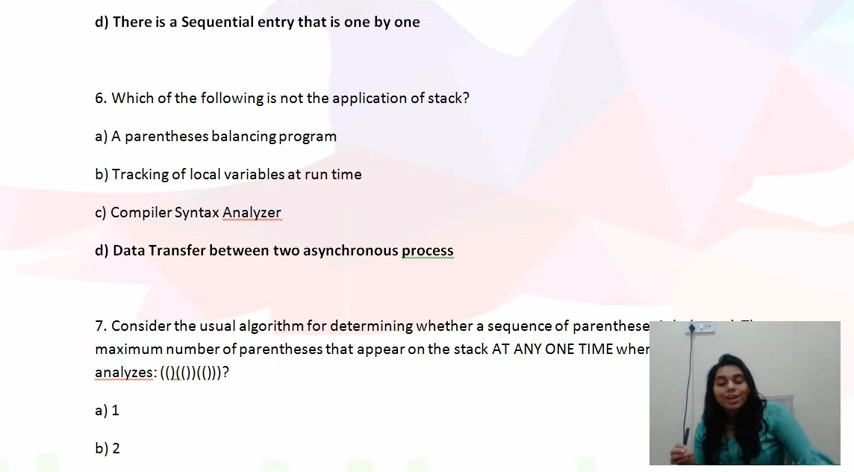 d) There is a Sequential entry that is one by one
6. Which of the following is not the application of stack?
a) A parentheses balancing program
b) Tracking of local variables at run time
c) Compiler Syntax Analyzer
d) Data Transfer between two asynchronous process
7. Consider the usual algorithm for determining whether a sequence of
maximum number of parentheses that appear on the stack AT ANY ONE TIME
analyzes: (()(())(()))?
a) 1
b) 2